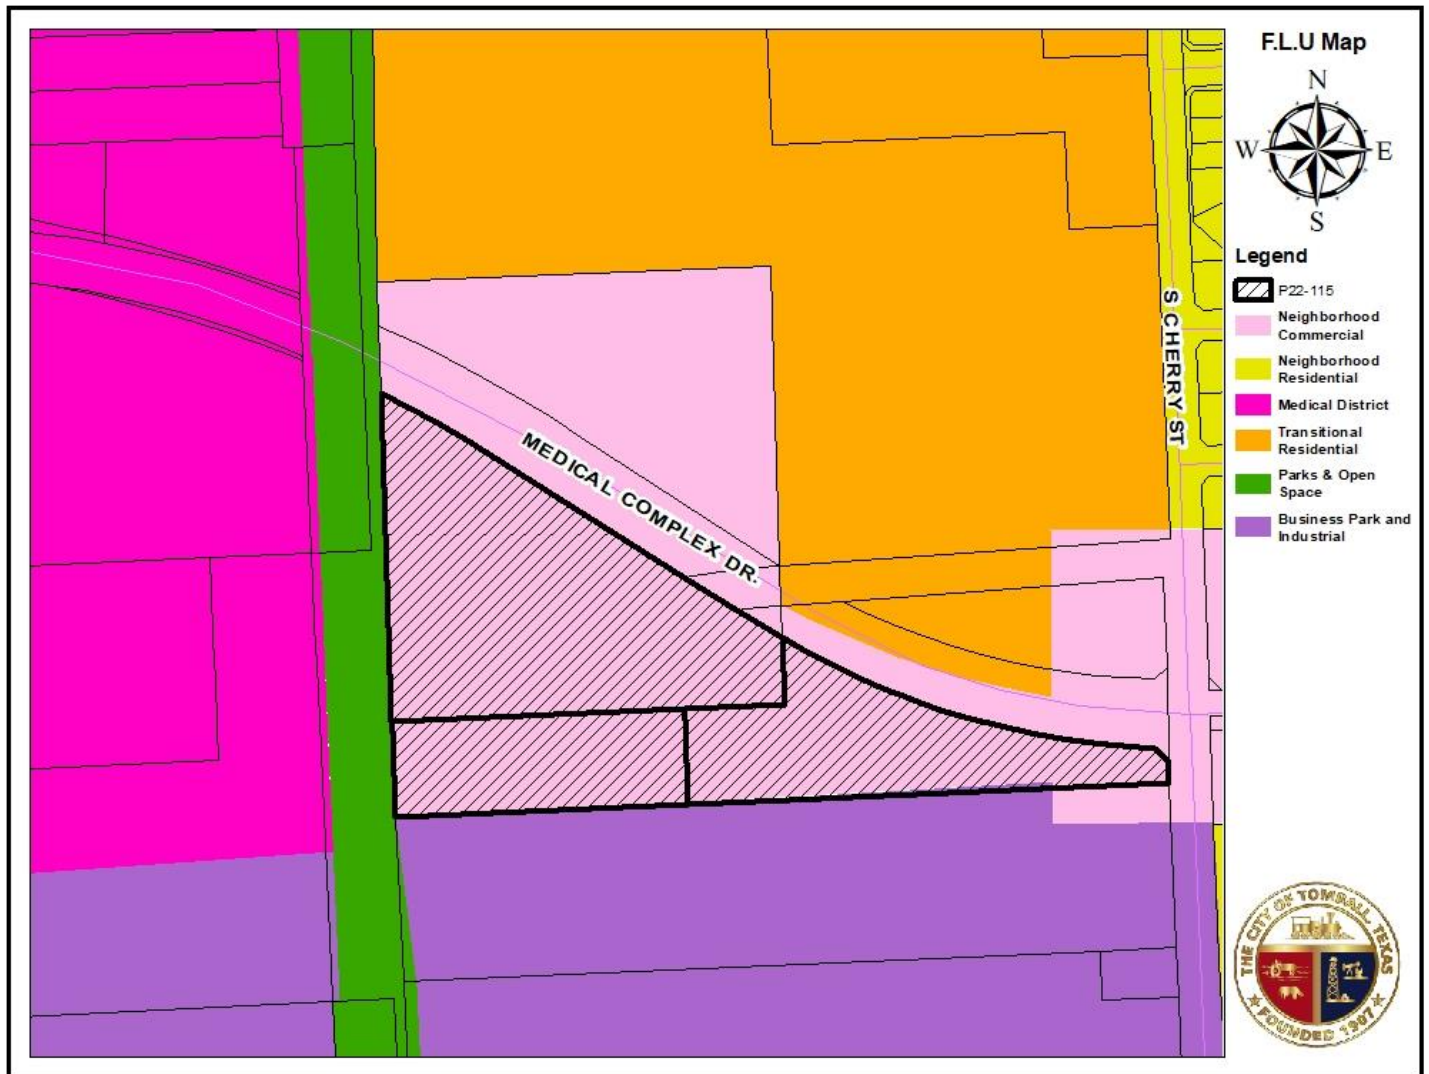 F.L.U Map
N
W
E
S
Legend
P22-115
Neighborhood
Commercial
Neighborhood
Residential
Medical District
Transitional
Residential
Parks & Open
Space
Business Park and
Industrial
S CHERRY ST
MEDICAL COMPLEX DR.
THE CITY OF TOMBALL, TEXAS
FOUNDED 1907